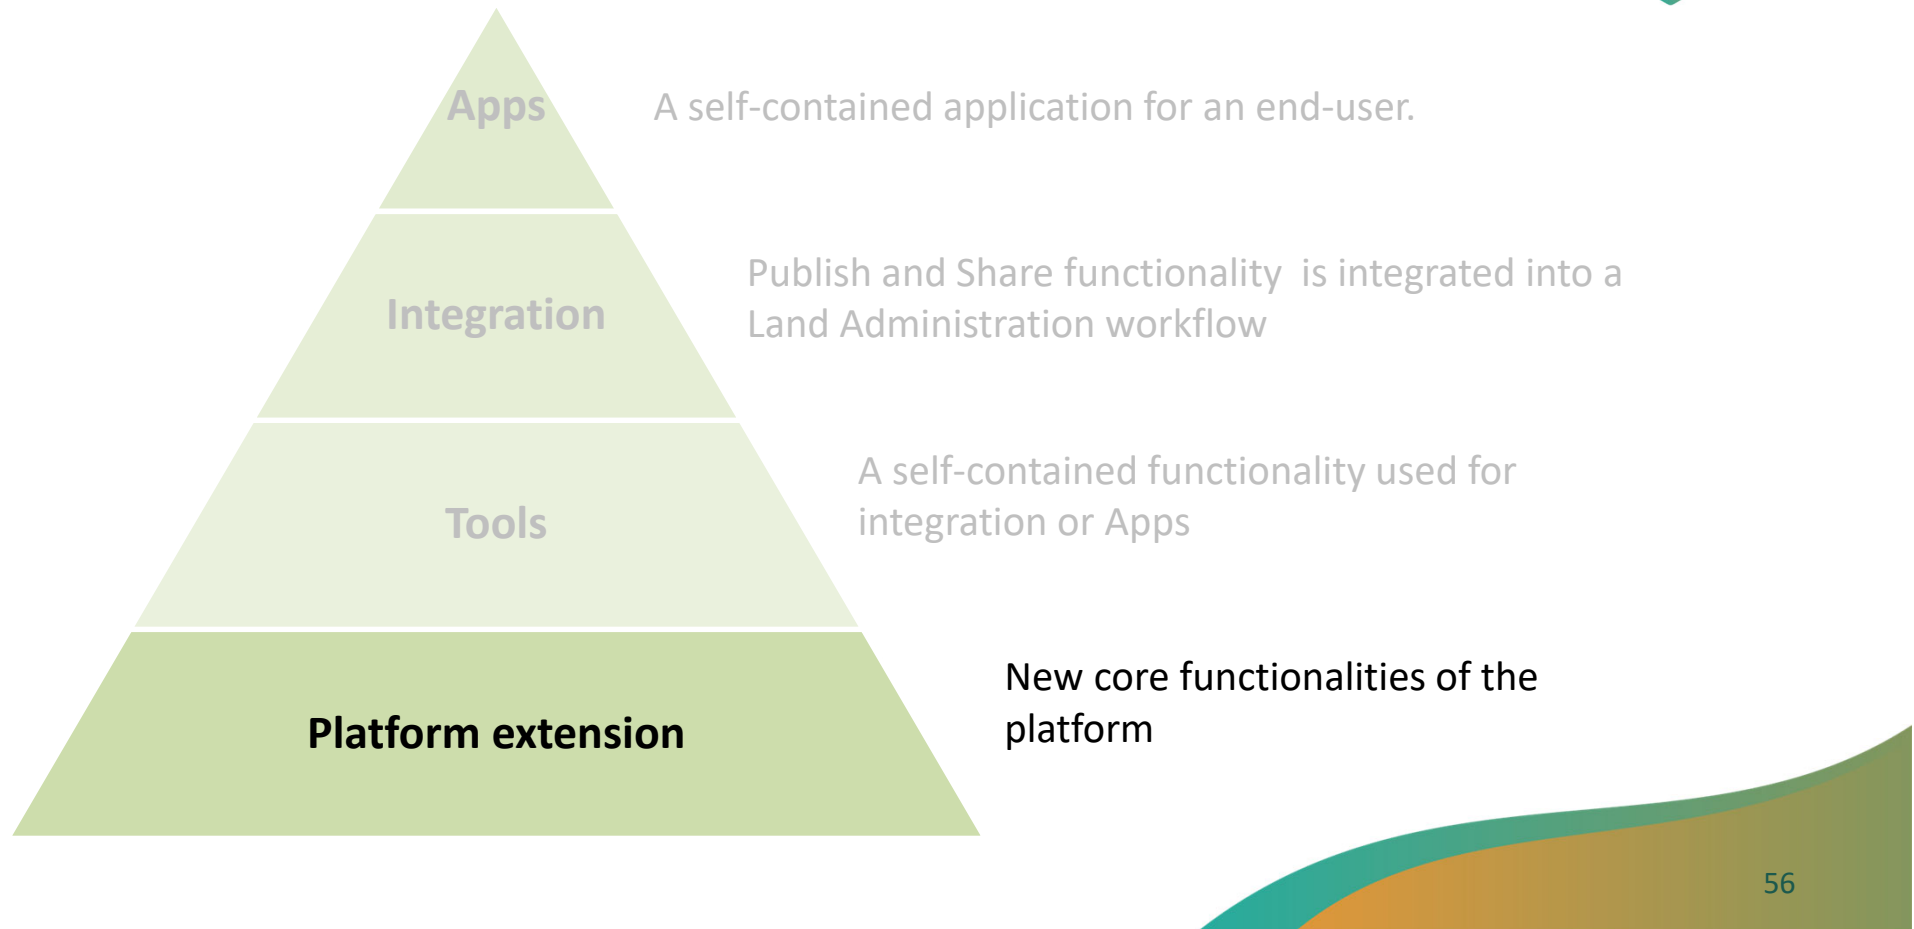 Apps
A self-contained application for an end-user.
Publish and Share functionality  is integrated into a
Land Administration workflow
Integration
A self-contained functionality used for
integration or Apps
Tools
New core functionalities of the
platform
Platform extension
56